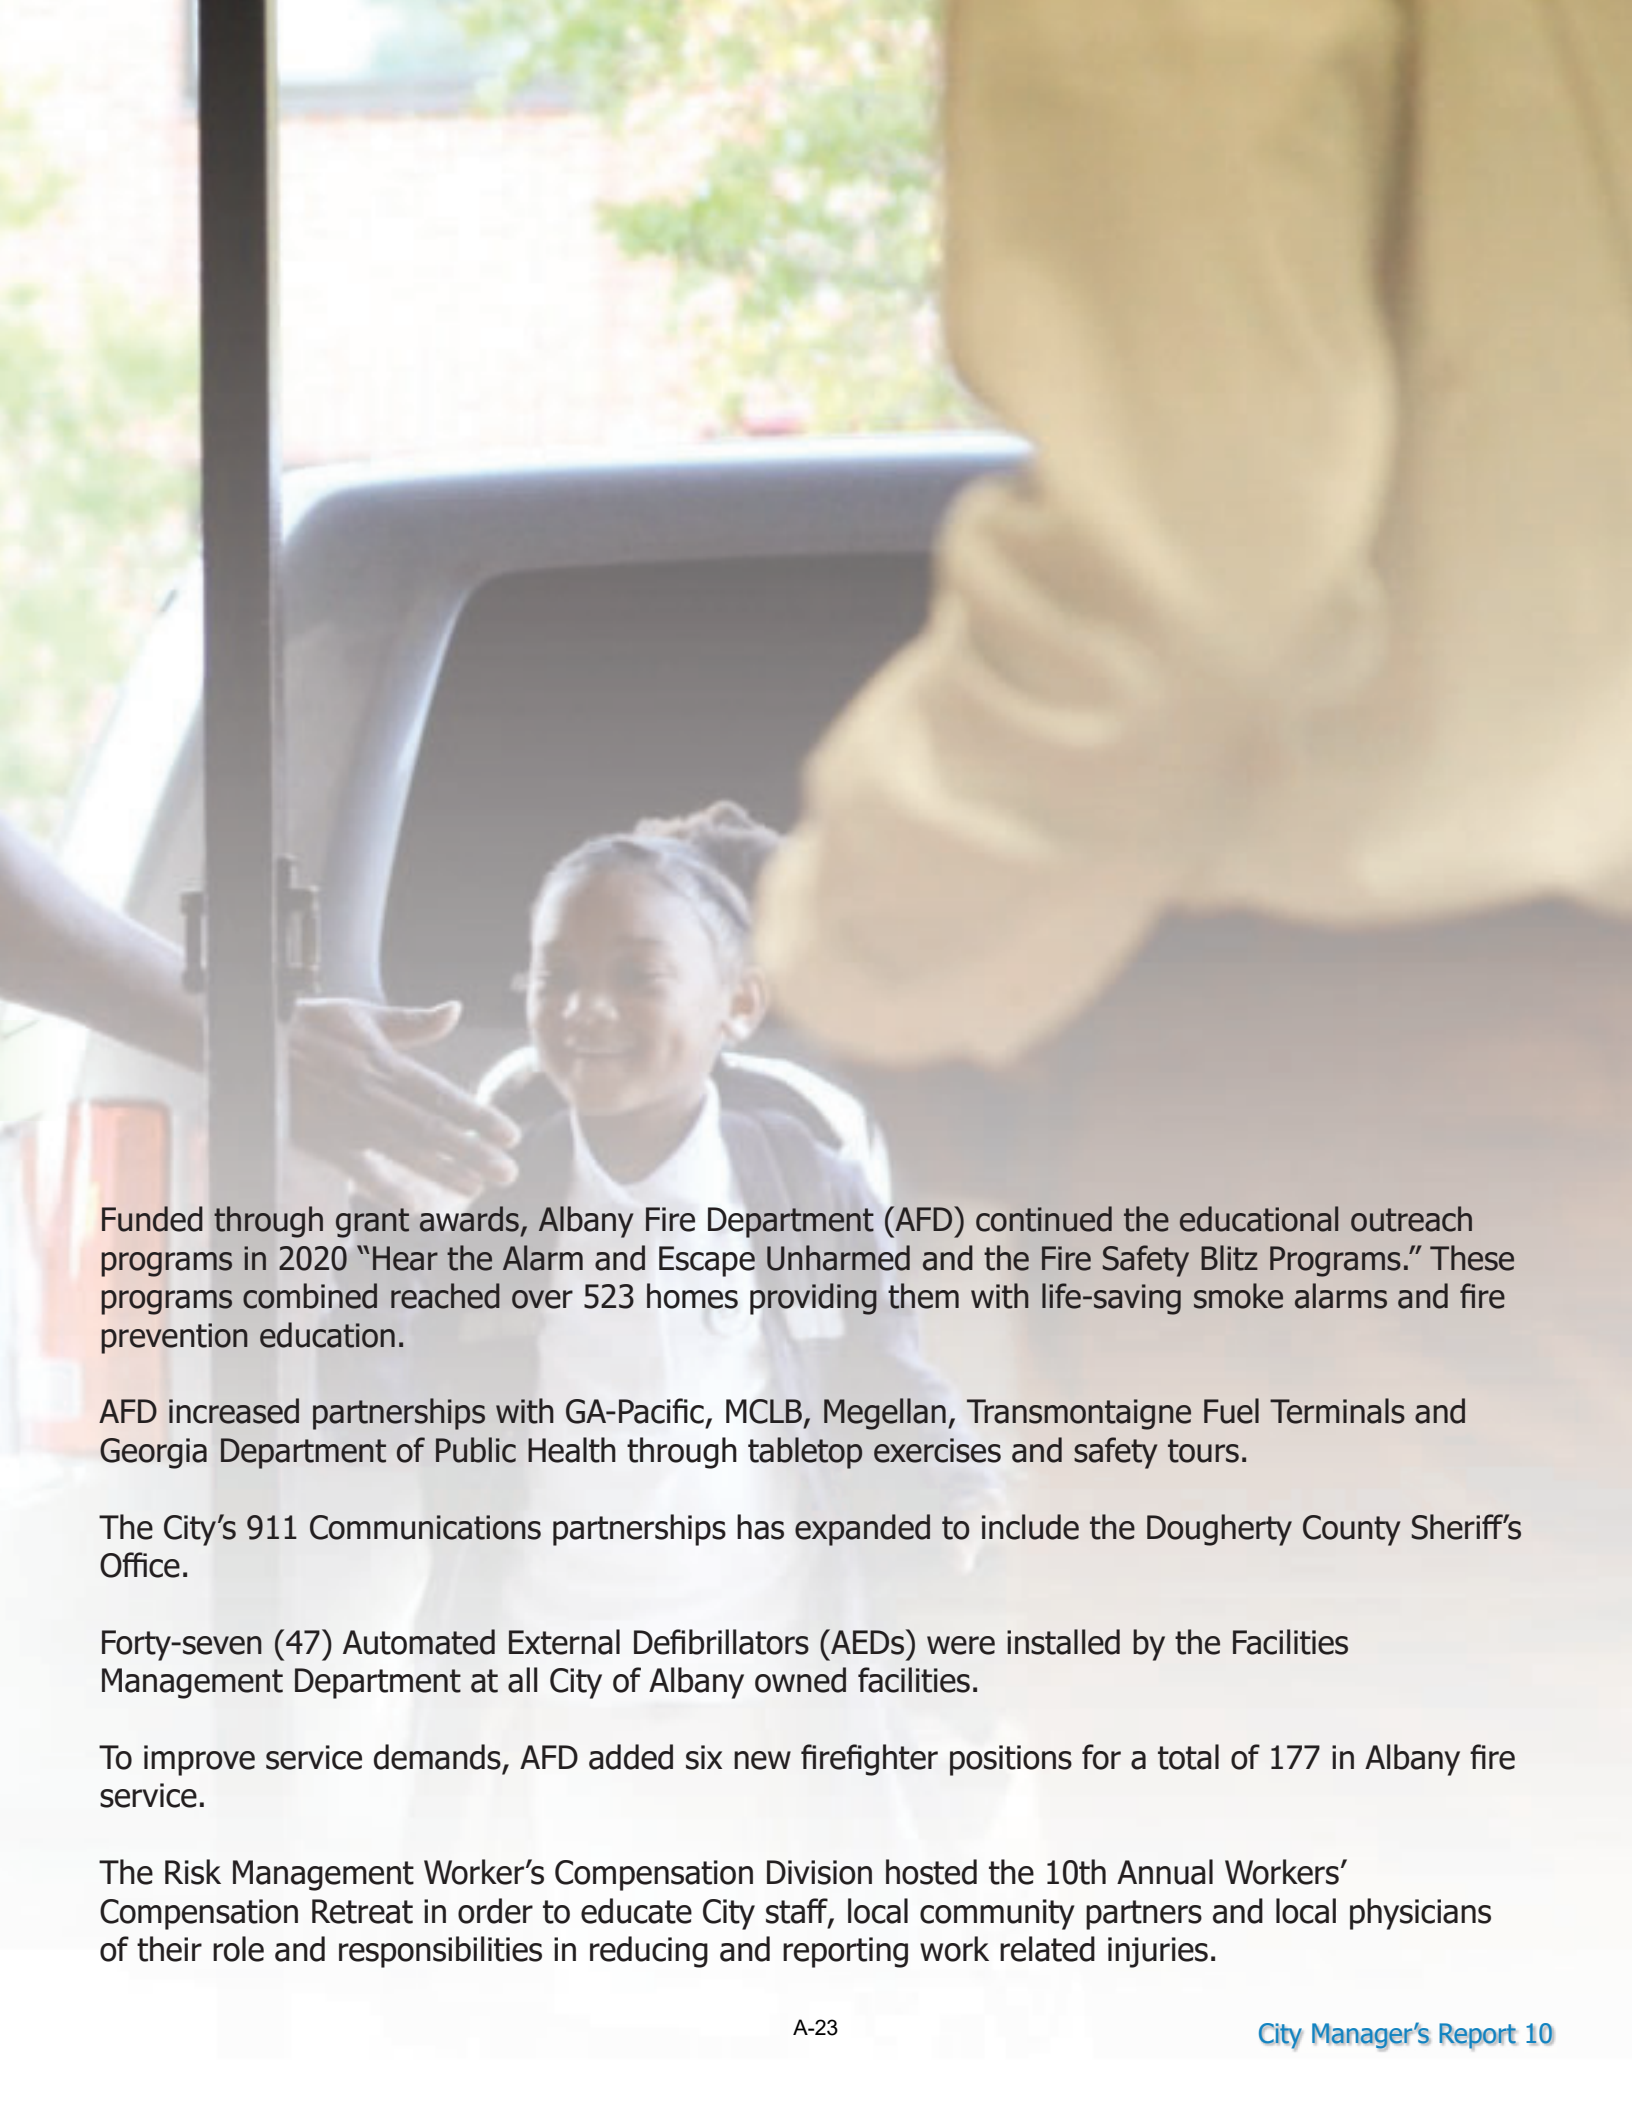 Funded through grant awards, Albany Fire Department (AFD) continued the educational outreach
programs in 2020 “Hear the Alarm and Escape Unharmed and the Fire Safety Blitz Programs.” These
programs combined reached over 523 homes providing them with life-saving smoke alarms and fire
prevention education.
AFD increased partnerships with GA-Pacific, MCLB, Megellan, Transmontaigne Fuel Terminals and
Georgia Department of Public Health through tabletop exercises and safety tours.
The City’s 911 Communications partnerships has expanded to include the Dougherty County Sheriff’s
Office.
Forty-seven (47) Automated External Defibrillators (AEDs) were installed by the Facilities
Management Department at all City of Albany owned facilities.
To improve service demands, AFD added six new firefighter positions for a total of 177 in Albany fire
service.
The Risk Management Worker’s Compensation Division hosted the 10th Annual Workers’
Compensation Retreat in order to educate City staff, local community partners and local physicians
of their role and responsibilities in reducing and reporting work related injuries.
A-23
City Manager’s Report 10